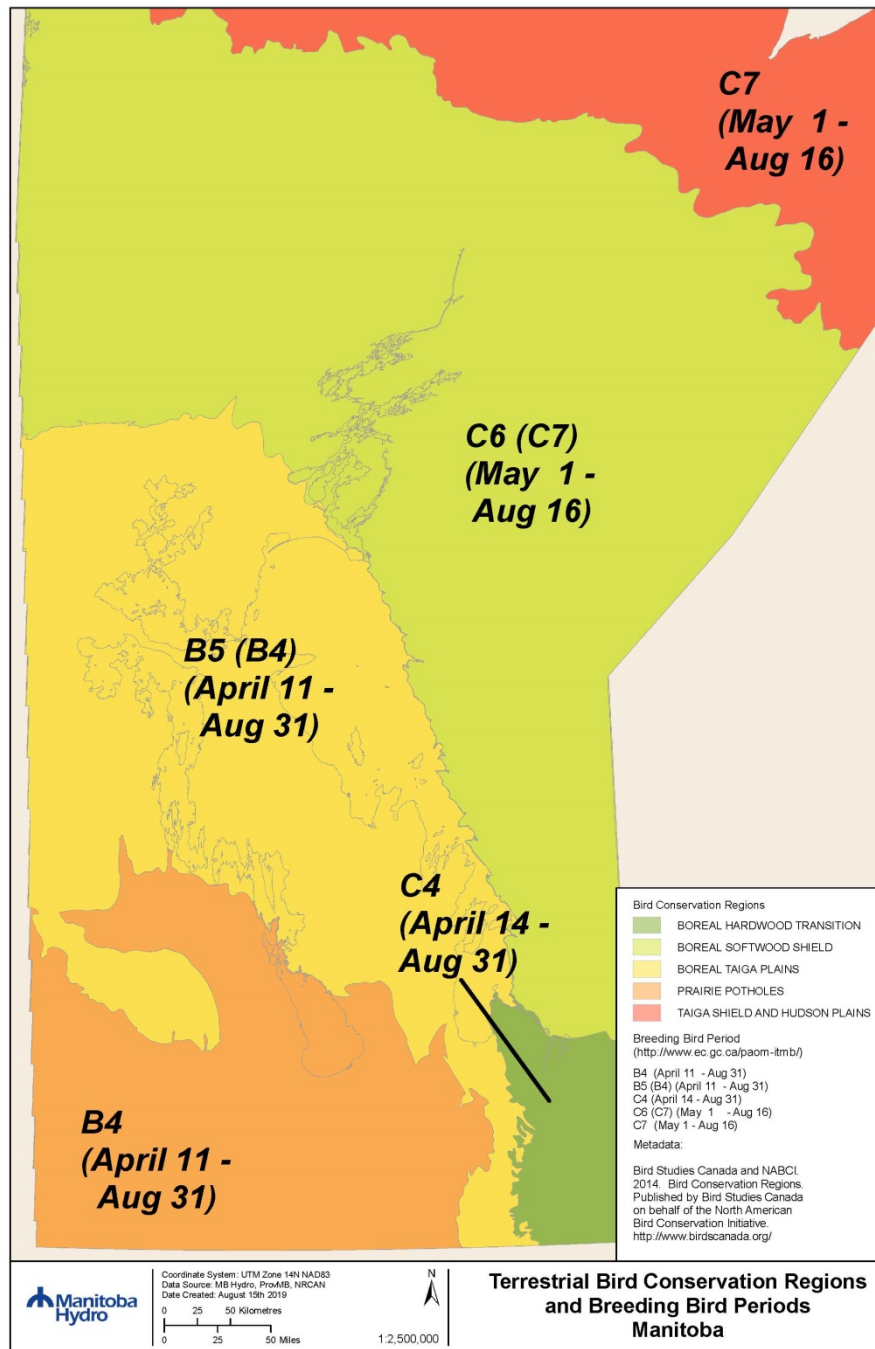 C7
(May 1 -
Aug 16)
C6 (C7)
(May 1 -
Aug 16)
B5 (B4)
(April 11 -
Aug 31)
C4
(April 14 -
Aug 31)
B4
(April 11 -
Aug 31)
Bird Conservation Regions
BOREAL HARDWOOD TRANSITION
BOREAL SOFTWOOD SHIELD
BOREAL TAIGA PLAINS
PRAIRIE POTHOLES
TAIGA SHIELD AND HUDSON PLAINS
Breeding Bird Period
(http://www.ec.gc.ca/paom-itmb/)
B4 (April 11 - Aug 31)
B5 (B4) (April 11 - Aug 31)
C4 (April 14 - Aug 31)
C6 (C7) (May 1 - Aug 16)
C7 (May 1 - Aug 16)
Metadata:
Bird Studies Canada and NABCI.
2014. Bird Conservation Regions.
Published by Bird Studies Canada
on behalf of the North American
Bird Conservation Initiative.
http://www.birdscanada.org/
Manitoba
Hydro
Coordinate System: UTM Zone 14N NAD83
Data Source: MB Hydro, ProvMB, NRCAN
Date Created: August 15th 2019
0 25 50 Kilometres
0 25 50 Miles
N
1:2,500,000
Terrestrial Bird Conservation Regions
and Breeding Bird Periods
Manitoba